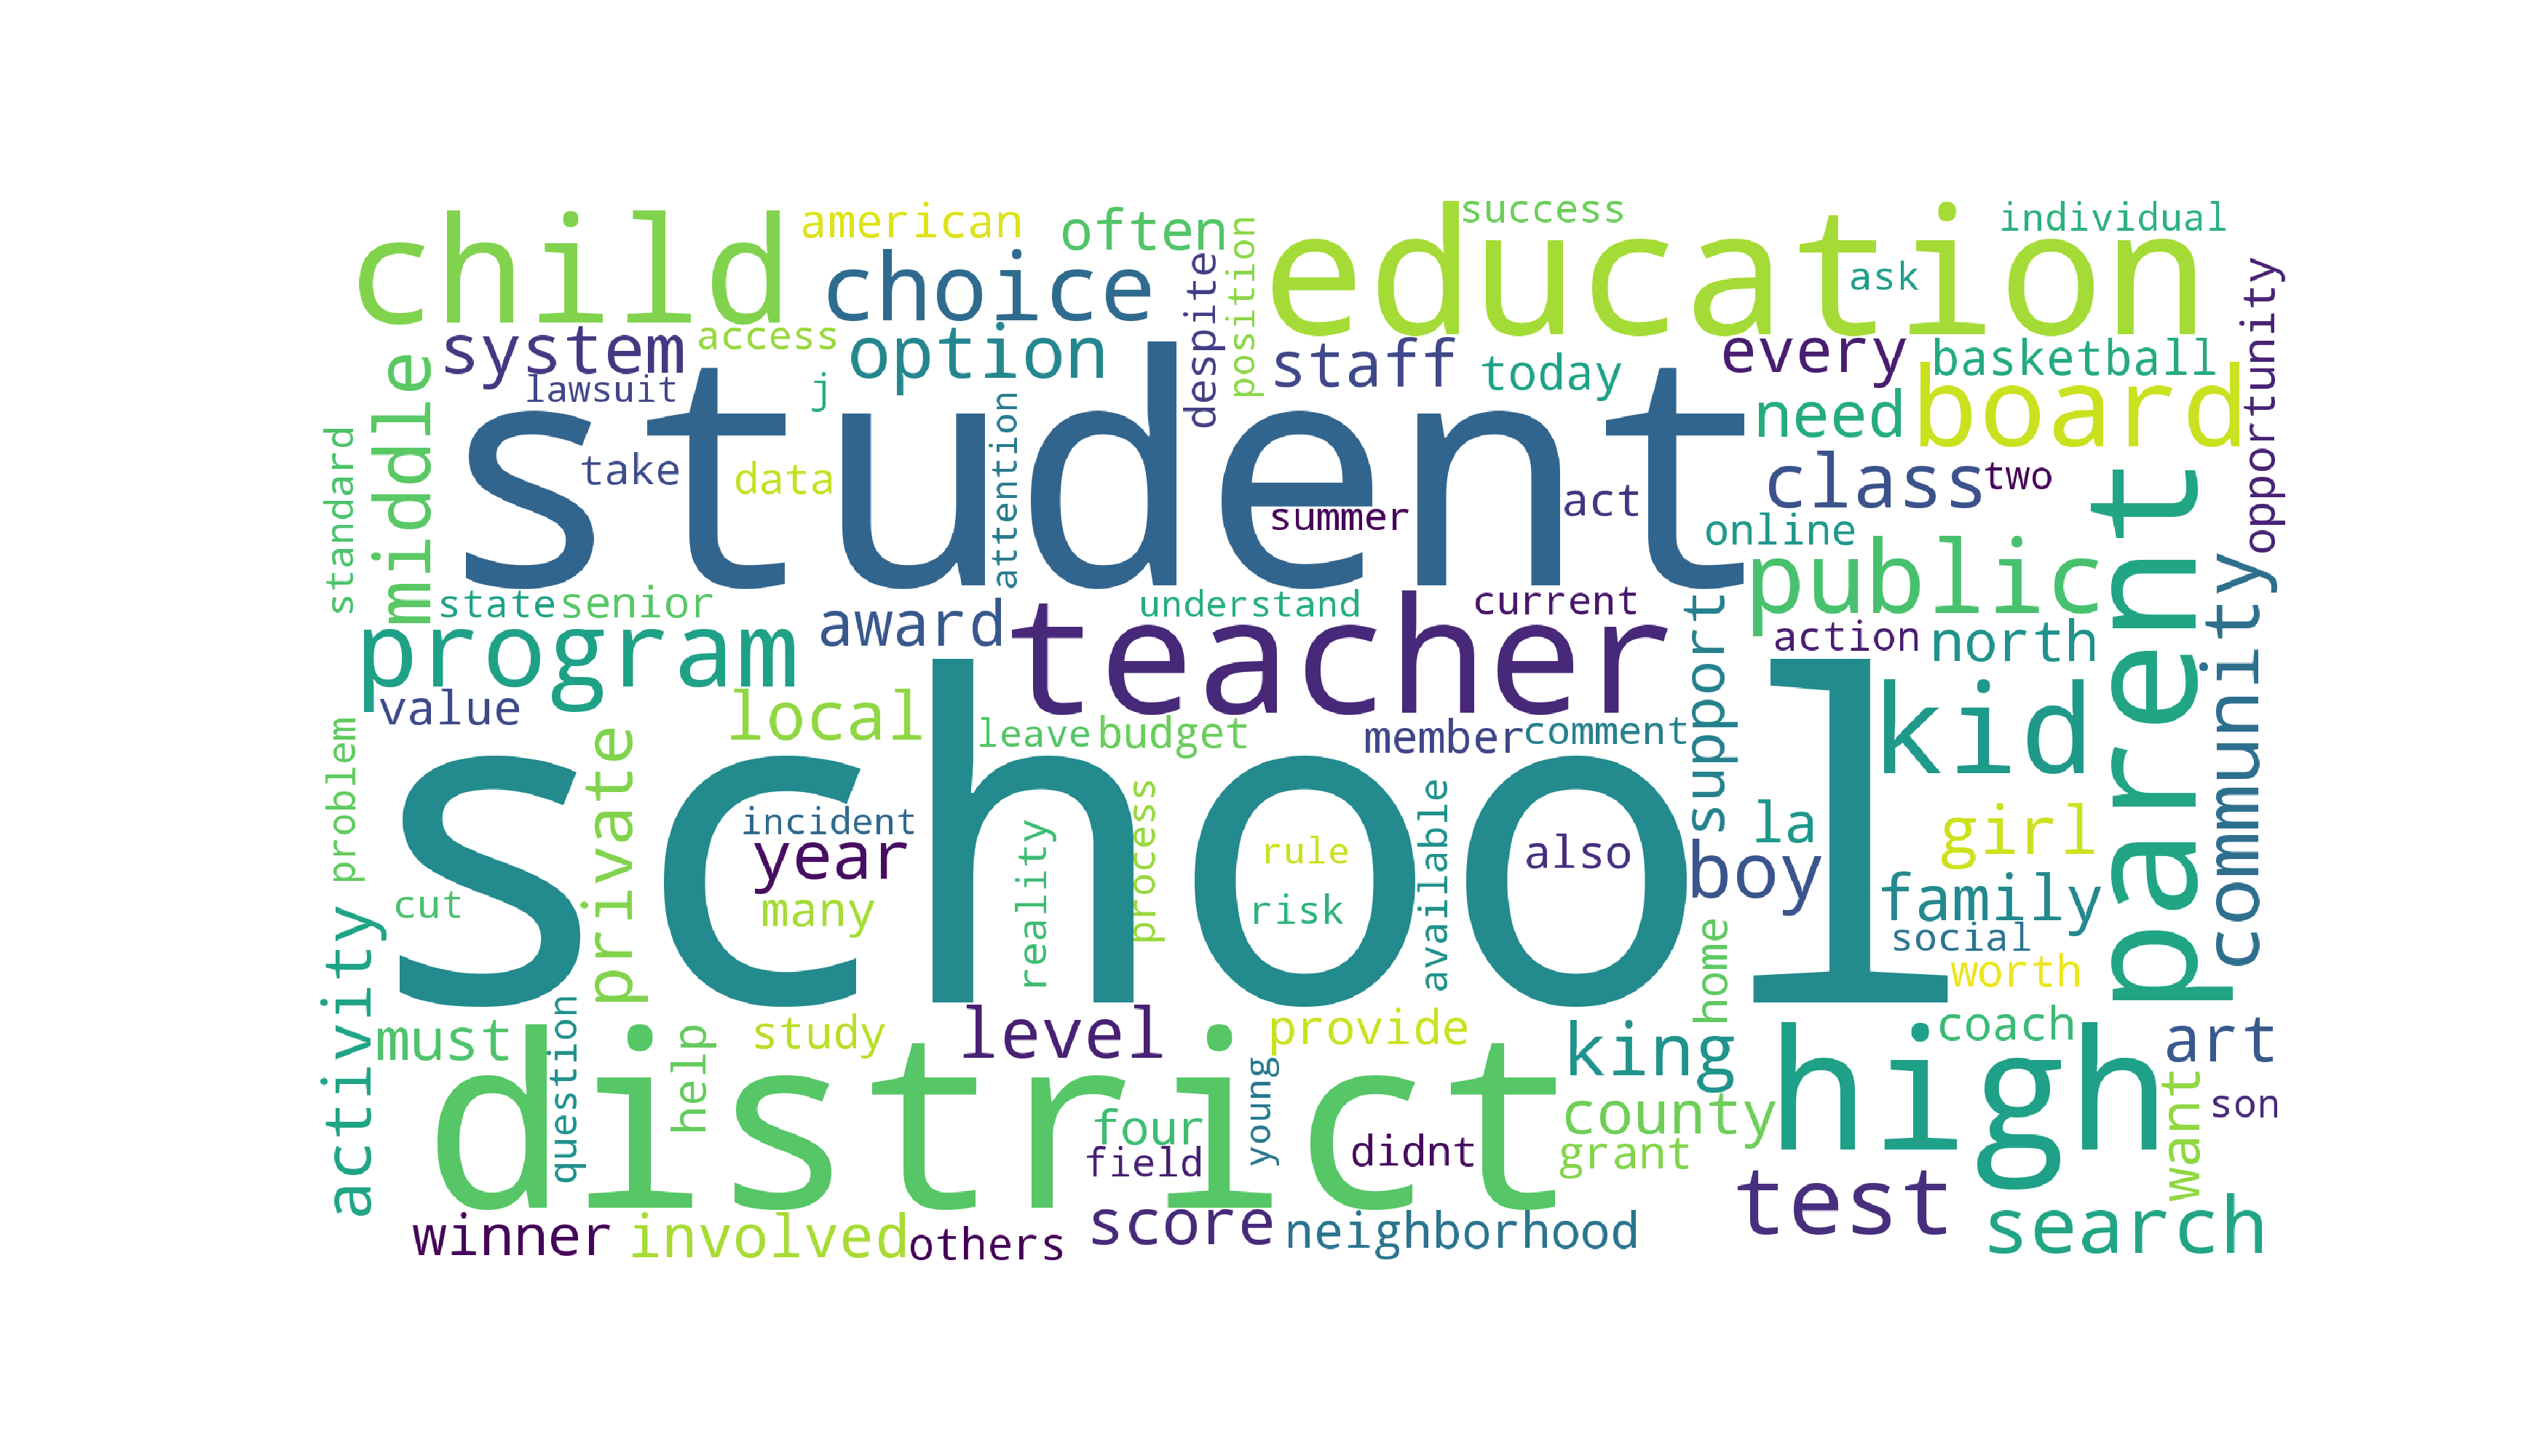 child
american
often
success
individual
education
choice
despite
position
ask
opportunity
system
access
option
staff
today
every
basketball
lawsuit
j
student
need
board
middle
standard
take
data
attention
summer
act
class
two
online
public
parent
state
senior
award
understand
current
support
action
north
community
program
teacher
value
local
leave
budget
member
comment
kid
problem
private
school
incident
year
many
reality
process
rule
risk
available
also
boy
la
girl
family
social
worth
cut
activity
home
must
question
help
study
level
provide
king
high
coach
art
district
four
field
young
didnt
county
grant
want
son
winner
involved
others
score
neighborhood
test
search